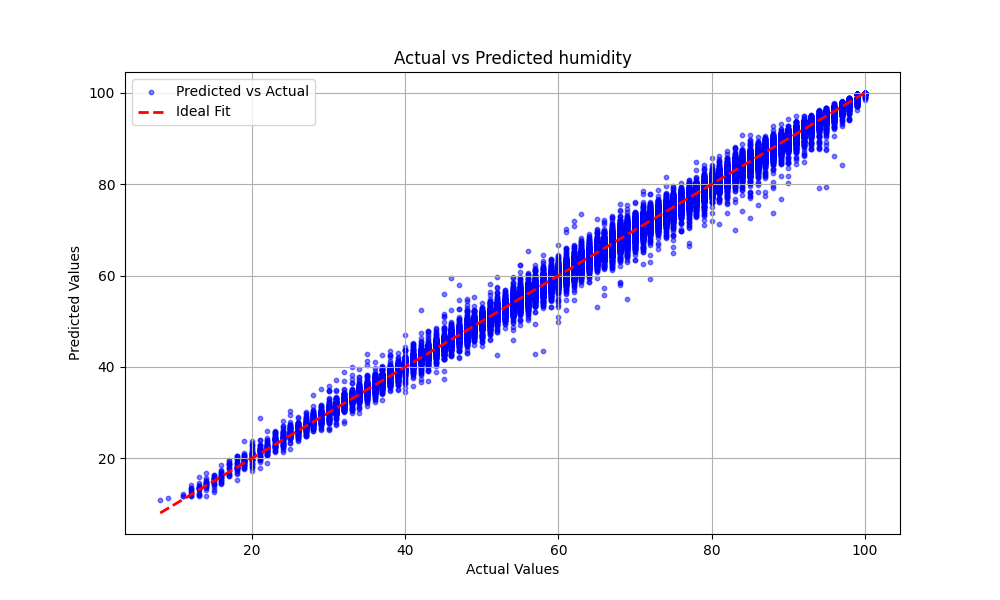 Actual vs Predicted humidity
Predicted vs Actual
Ideal Fit
100
80
60
40
20
Predicted Values
20 40 60 80 100
Actual Values